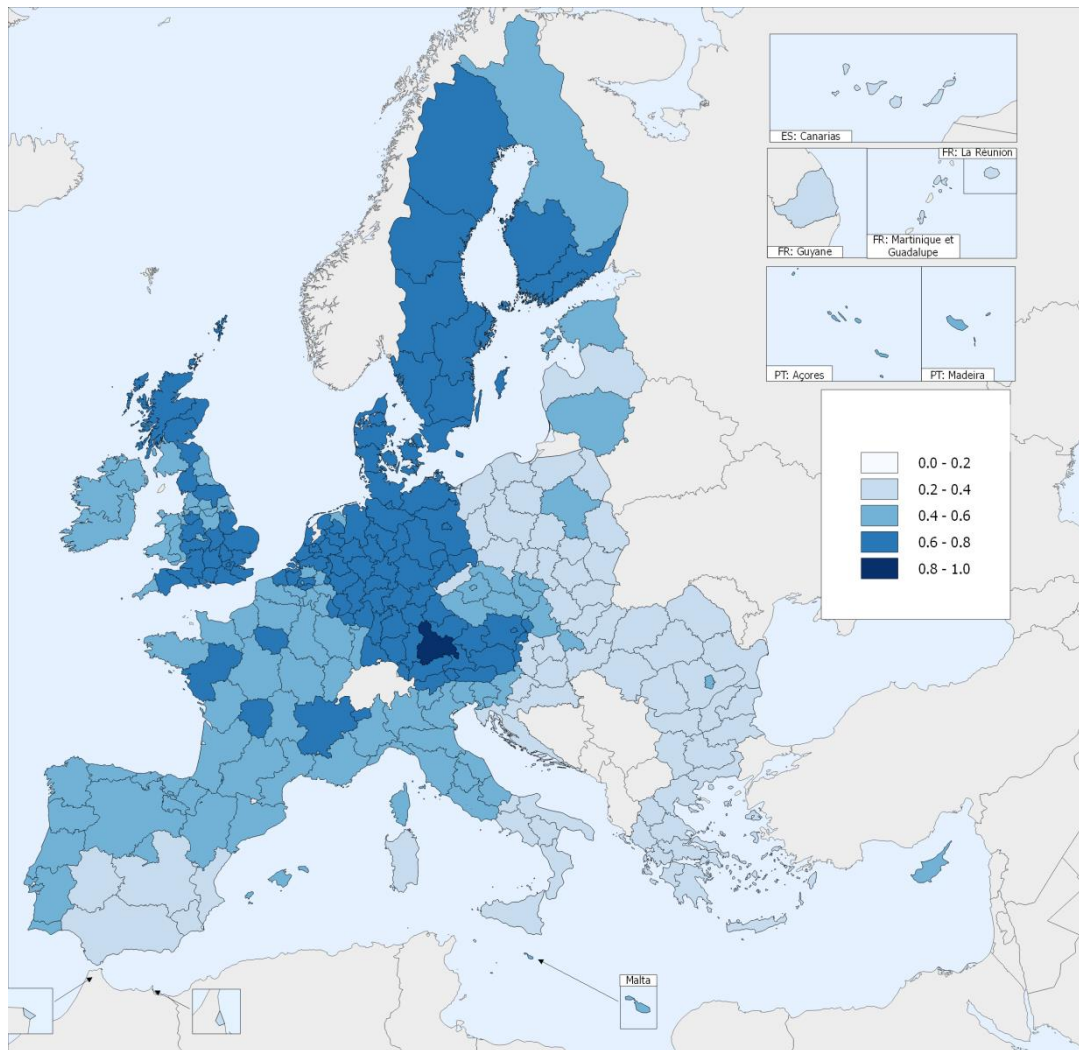 ES: Canarias
FR: La Réunion
FR: Guyane
FR: Martinique et
Guadalupe
PT: Açores
PT: Madeira
0.0 - 0.2
0.2 - 0.4
0.4 - 0.6
0.6 - 0.8
0.8 - 1.0
Malta